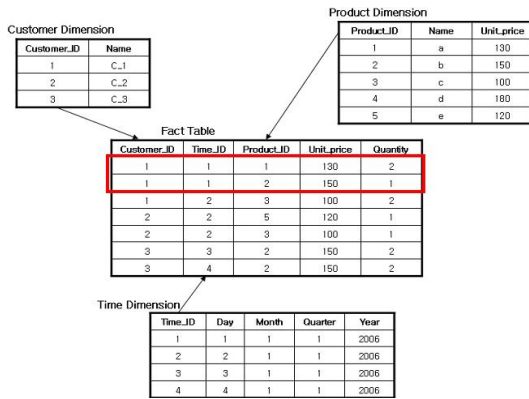 Product Dimension
Product_ID Name Unit_price
1 a 130
2 b 150
3 c 100
4 d 180
5 e 120
Customer Dimension
Customer_ID Name
1 C_1
2 C_2
3 C_3
Fact Table
Customer_ID Time_ID Product_ID Unit_price Quantity
1 1 1 130 2
1 1 2 150 1
1 2 3 100 2
2 2 5 120 1
2 2 3 100 1
3 3 2 150 2
3 4 2 150 2
Time Dimension
Time_ID Day Month Quarter Year
1 1 1 1 2006
2 2 1 1 2006
3 3 1 1 2006
4 4 1 1 2006